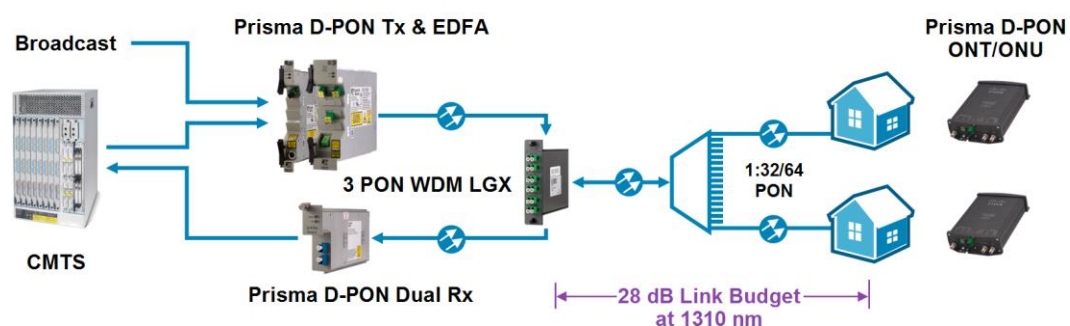 Prisma D-PON Tx & EDFA
Prisma D-PON
ONT/ONU
Broadcast
3 PON WDM LGX
1:32/64
PON
CMTS
Prisma D-PON Dual Rx
28 dB Link Budget
at 1310 nm